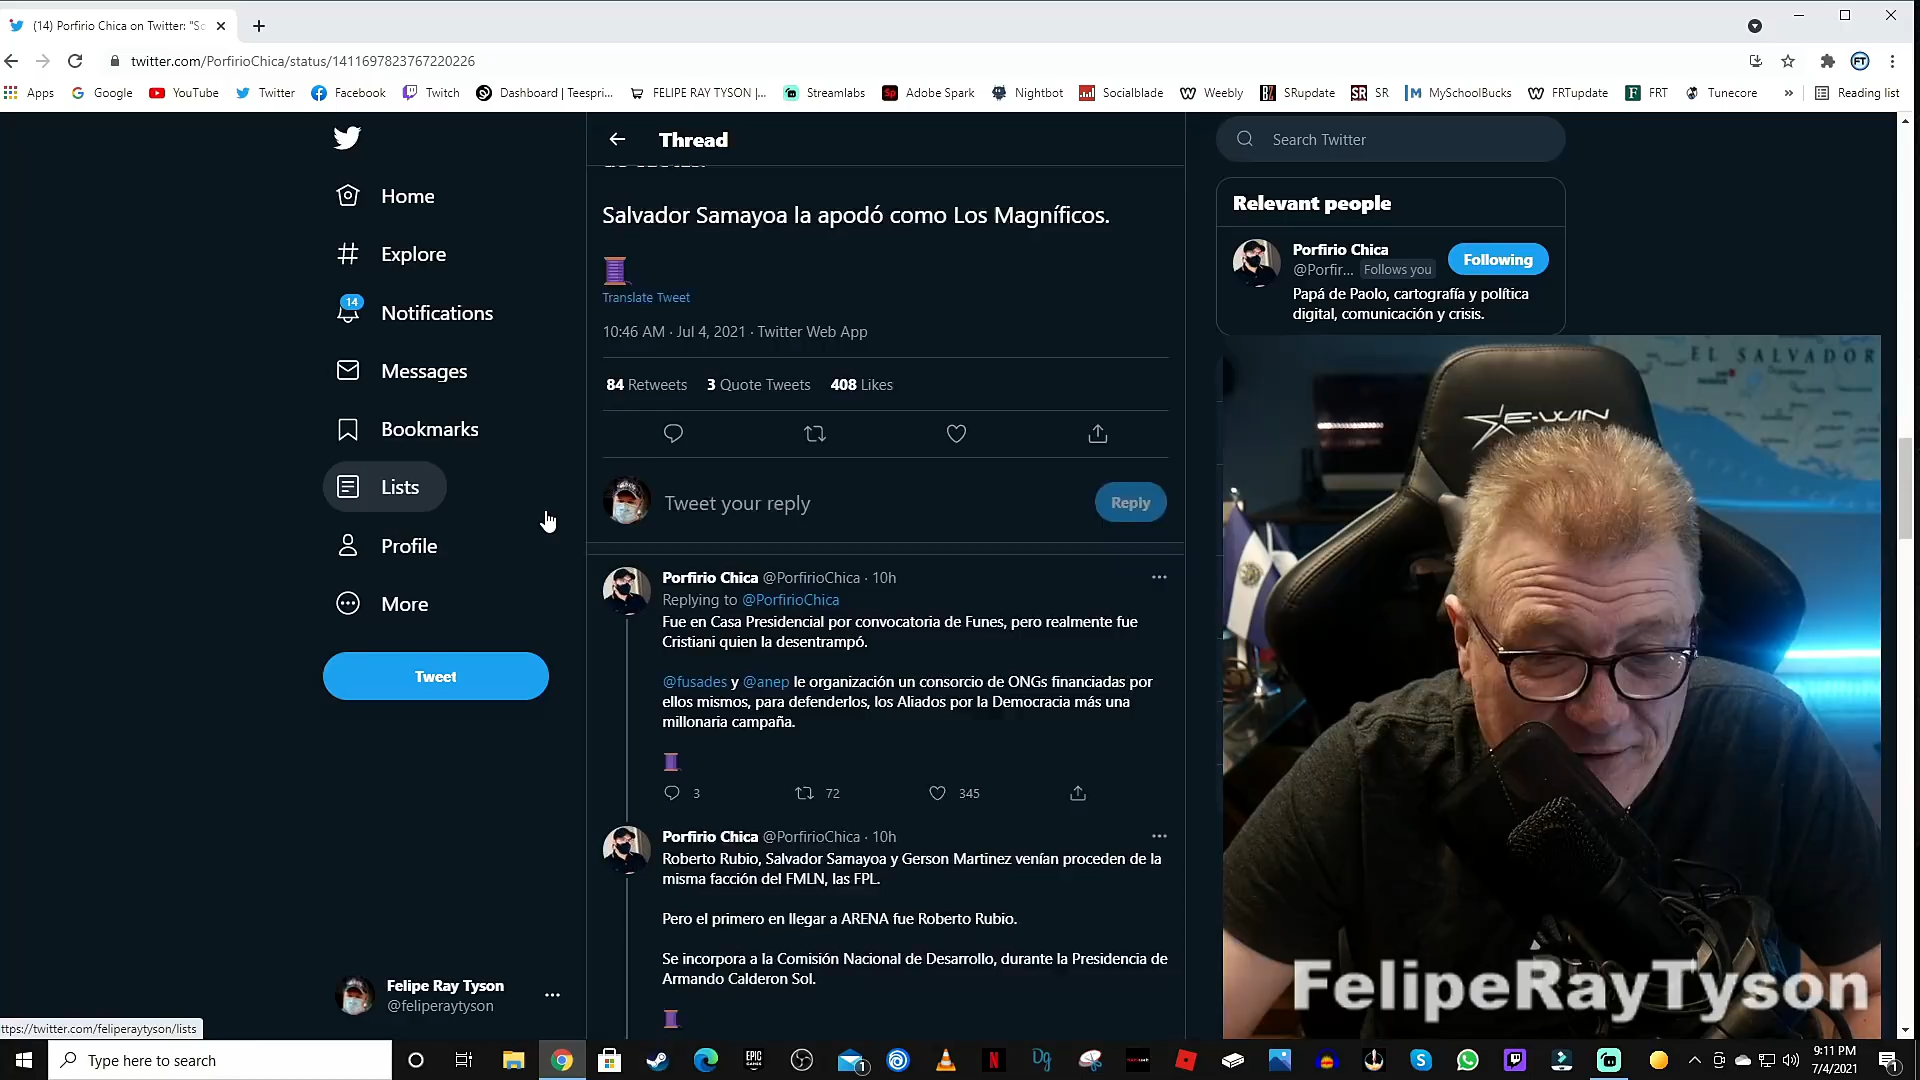 (14) Porfirio Chica on Twitter: "So
twitter.com/PorfirioChica/status/1411697823767220226
Apps
Google
YouTube
Twitter
Facebook
Twitch
Dashboard | Teespri...
FELIPE RAY TYSON |...
Streamlabs
Adobe Spark
Nightbot
Socialblade
Weebly
SRupdate
SR
MySchoolBucks
FRTupdate
FRT
Tunecore
»
Reading list
Home
Explore
14
Notifications
Messages
Bookmarks
Lists
Profile
More
Tweet
Felipe Ray Tyson
@feliperaytyson
ttps://twitter.com/feliperaytyson/lists
Thread
Salvador Samayoa la apodó como Los Magníficos.
Translate Tweet
10:46 AM · Jul 4, 2021 · Twitter Web App
84 Retweets 3 Quote Tweets 408 Likes
Tweet your reply
Reply
Porfirio Chica @PorfirioChica · 10h
Replying to @PorfirioChica
Fue en Casa Presidencial por convocatoria de Funes, pero realmente fue
Cristiani quien la desentrampó.
@fusades y @anep le organización un consorcio de ONGs financiadas por
ellos mismos, para defenderlos, los Aliados por la Democracia más una
millonaria campaña.
3 72 345
Porfirio Chica @PorfirioChica · 10h
Roberto Rubio, Salvador Samayoa y Gerson Martinez venían proceden de la
misma facción del FMLN, las FPL.
Pero el primero en llegar a ARENA fue Roberto Rubio.
Se incorpora a la Comisión Nacional de Desarrollo, durante la Presidencia de
Armando Calderon Sol.
Search Twitter
Relevant people
Porfirio Chica
@Porfir... Follows you
Following
Papá de Paolo, cartografía y política
digital, comunicación y crisis.
EL SALVADOR
E-WIN
FelipeRayTyson
Type here to search
9:11 PM
7/4/2021